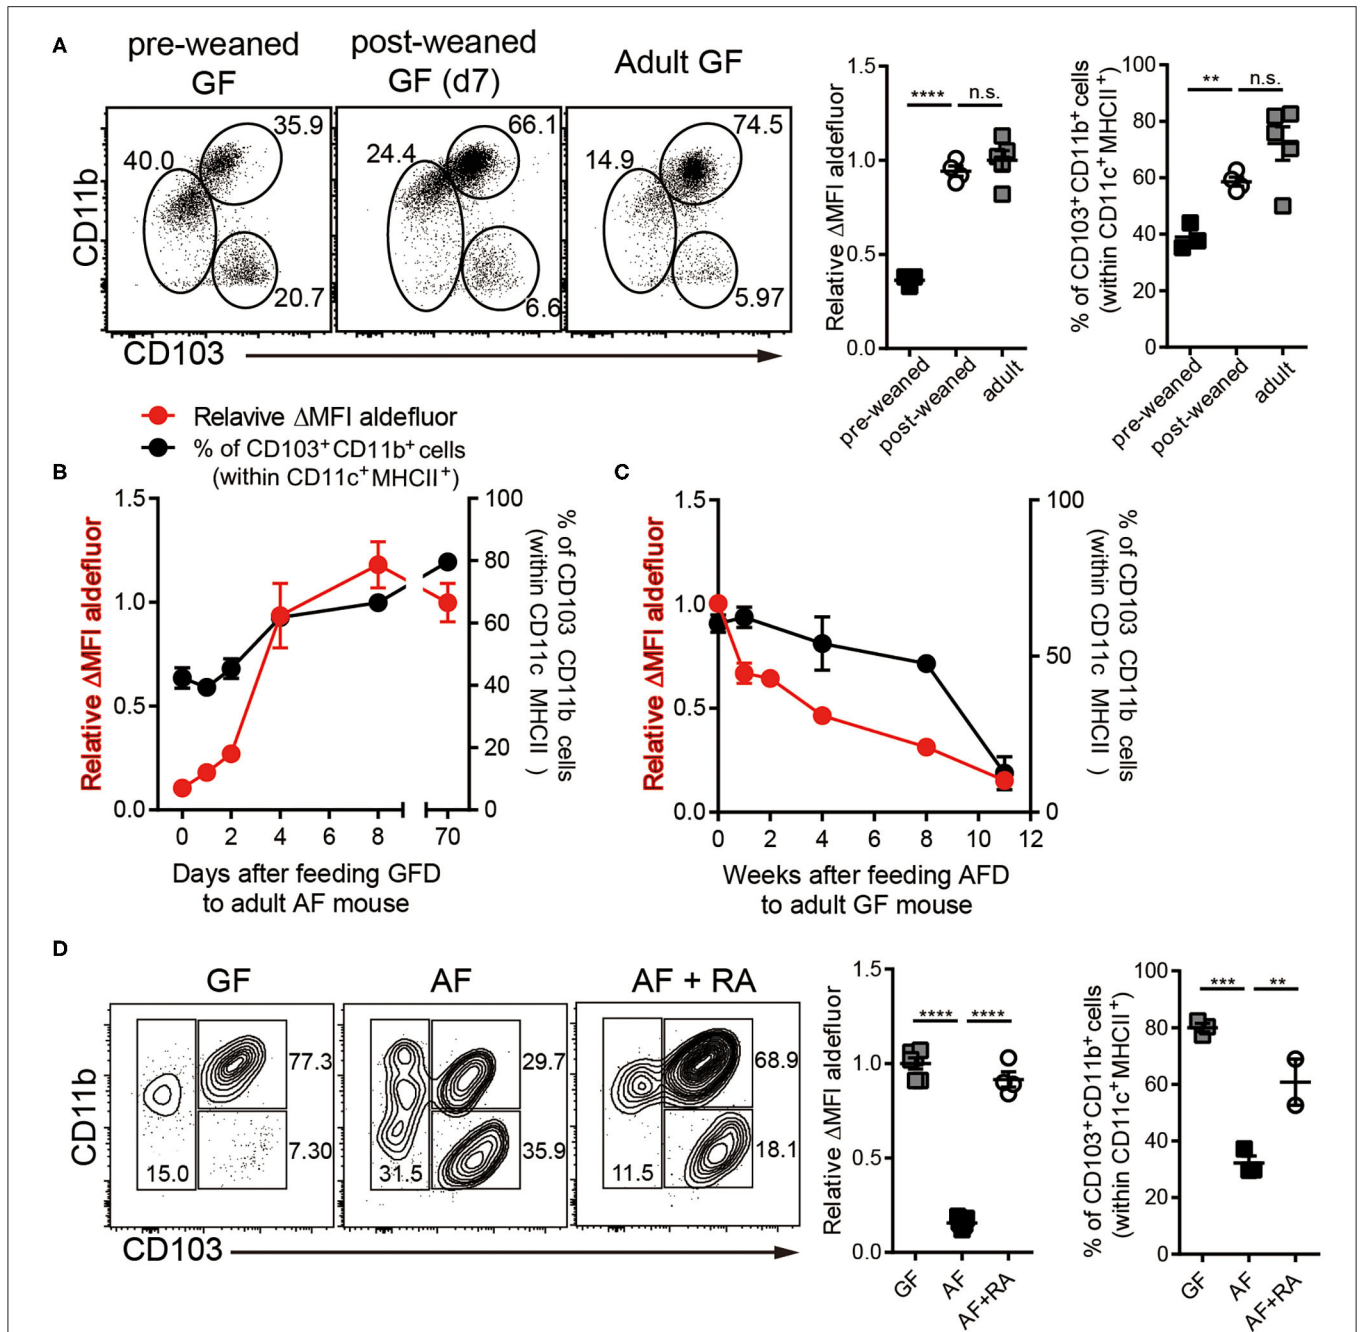 A
pre-weaned
GF
post-weaned
GF (d7)
Adult GF
35.9
40.0
20.7
66.1
24.4
6.6
74.5
14.9
5.97
CD11b
CD103
Relative ΔMFI aldefluor
1.5
1.0
0.5
0.0
****
n.s.
pre-weaned
post-weaned
adult
% of CD103⁺ CD11b⁺ cells
(within CD11c⁺ MHCII⁺)
100
80
60
40
20
0
**
n.s.
pre-weaned
post-weaned
adult
Relavive ΔMFI aldefluor
% of CD103⁺CD11b⁺ cells
(within CD11c⁺MHCII⁺)
B
Relative ΔMFI aldefluor
1.5
1.0
0.5
0.0
100
80
60
40
20
0
% of CD103 CD11b cells
(within CD11c MHCII )
0 2 4 8 70
Days after feeding GFD
to adult AF mouse
C
Relative ΔMFI aldefluor
1.5
1.0
0.5
0.0
100
50
0
% of CD103 CD11b cells
(within CD11c MHCII )
0 2 4 6 8 10 12
Weeks after feeding AFD
to adult GF mouse
D
GF
AF
AF + RA
77.3
7.30
15.0
29.7
35.9
31.5
68.9
18.1
11.5
CD11b
CD103
Relative ΔMFI aldefluor
1.5
1.0
0.5
0.0
****
****
GF
AF
AF+RA
% of CD103⁺CD11b⁺ cells
(within CD11c⁺MHCII⁺)
100
80
60
40
20
0
***
**
GF
AF
AF+RA